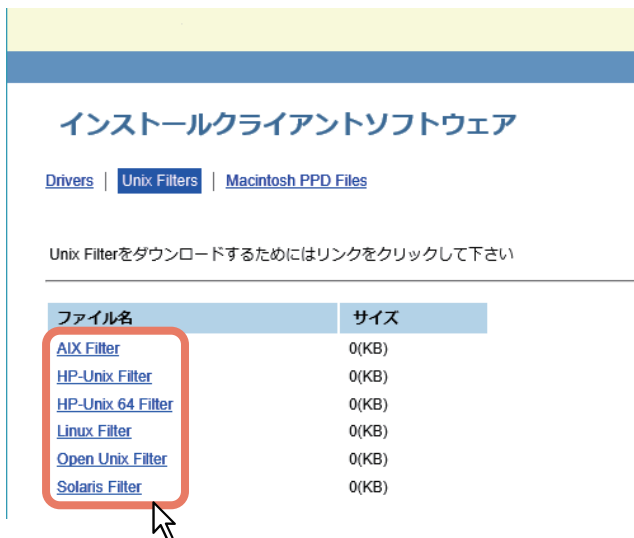 インストールクライアントソフトウェア
Drivers | Unix Filters | Macintosh PPD Files
Unix Filterをダウンロードするためにはリンクをクリックして下さい
ファイル名 サイズ
AIX Filter 0(KB)
HP-Unix Filter 0(KB)
HP-Unix 64 Filter 0(KB)
Linux Filter 0(KB)
Open Unix Filter 0(KB)
Solaris Filter 0(KB)